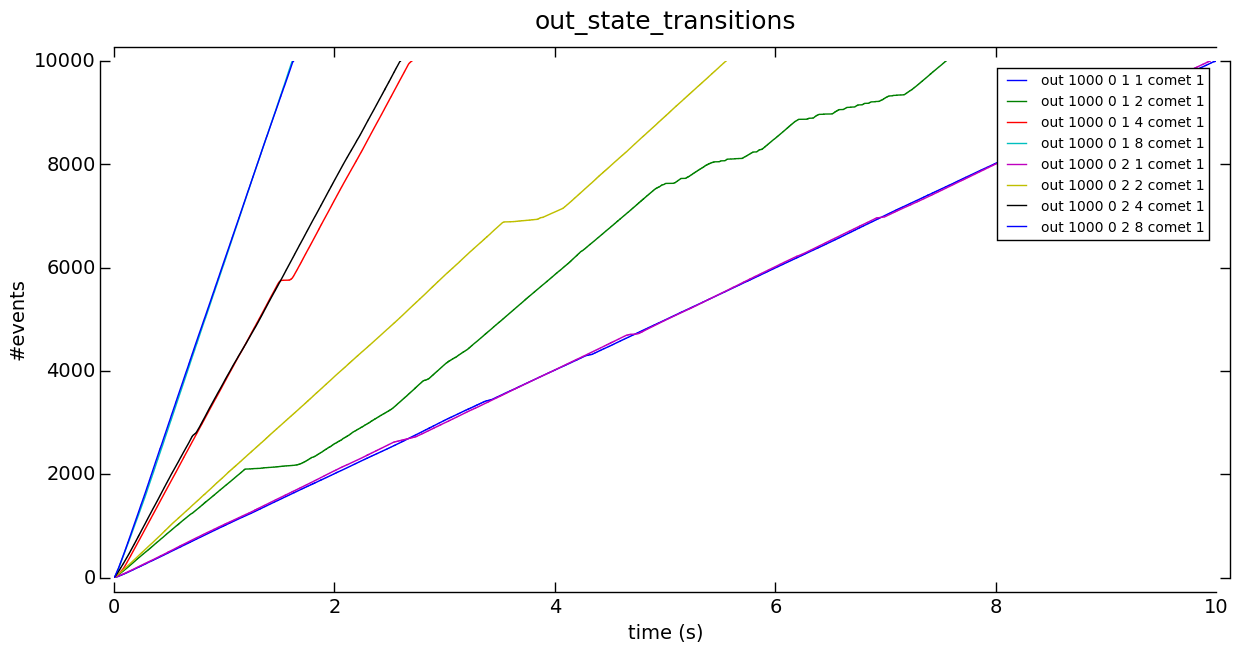 out_state_transitions
10000
8000
6000
4000
2000
0
#events
0 2 4 6 8 10
time (s)
out 1000 0 1 1 comet 1
out 1000 0 1 2 comet 1
out 1000 0 1 4 comet 1
out 1000 0 1 8 comet 1
out 1000 0 2 1 comet 1
out 1000 0 2 2 comet 1
out 1000 0 2 4 comet 1
out 1000 0 2 8 comet 1